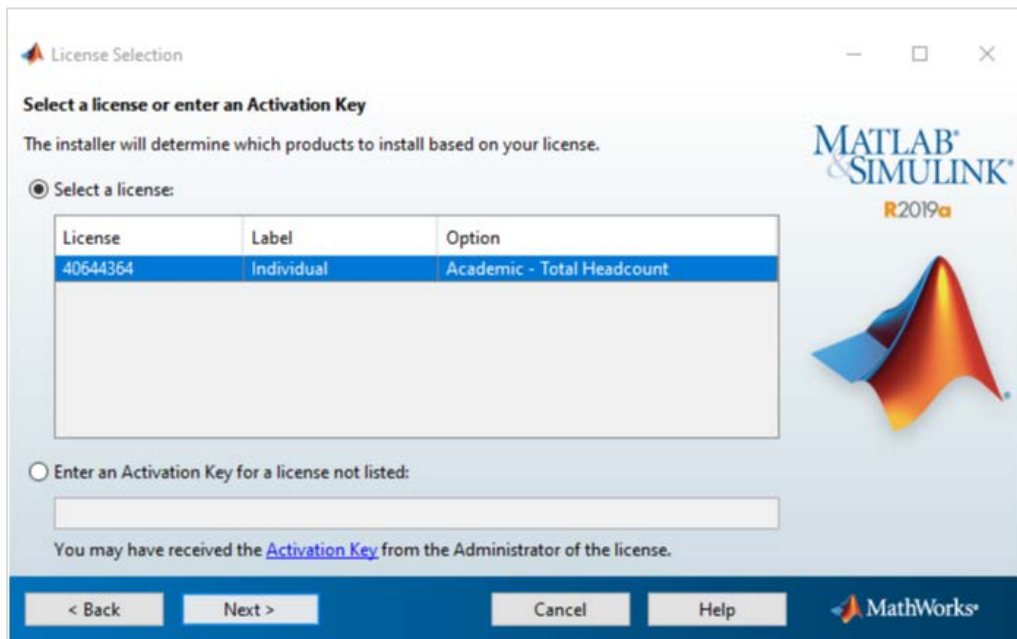 License Selection
Select a license or enter an Activation Key
The installer will determine which products to install based on your license.
MATLAB®
&SIMULINK®
R2019a
Select a license:
License Label Option
40644364 Individual Academic - Total Headcount
Enter an Activation Key for a license not listed:
You may have received the Activation Key from the Administrator of the license.
< Back Next > Cancel Help MathWorks®